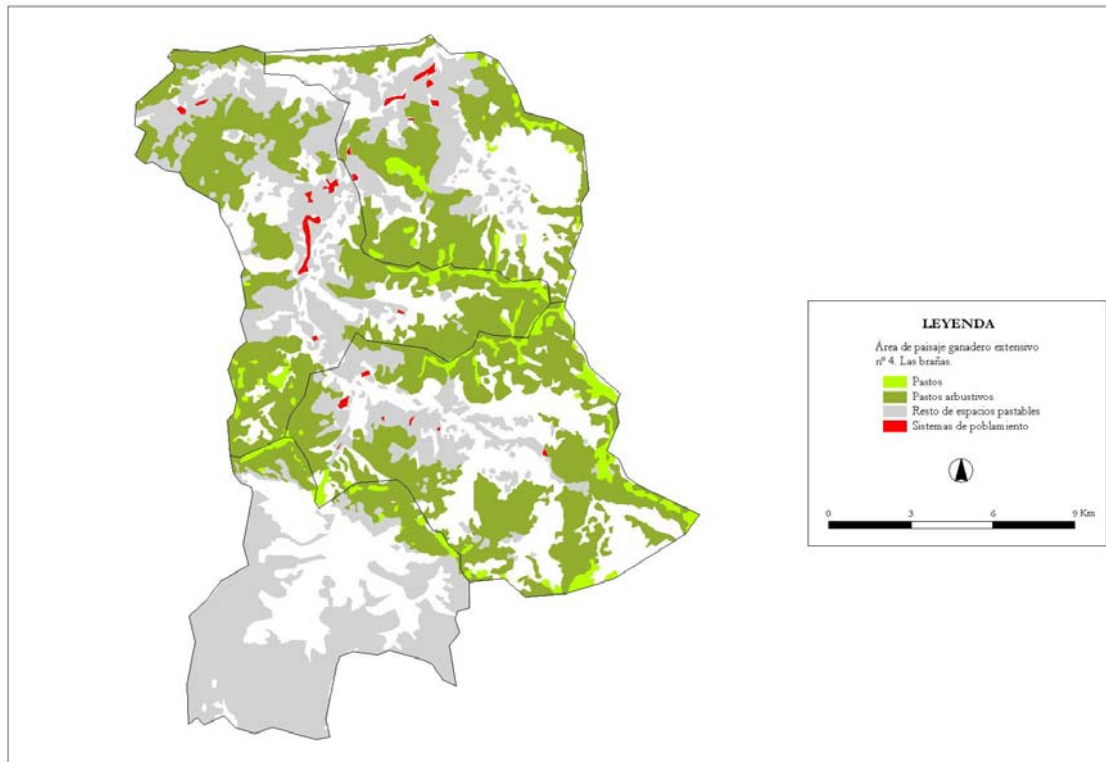 LEYENDA
Área de paisaje ganadero extensivo
nº 4. Las brañas.
Pastos
Pastos arbustivos
Resto de espacios pastables
Sistemas de poblamiento
0 3 6 9 Km